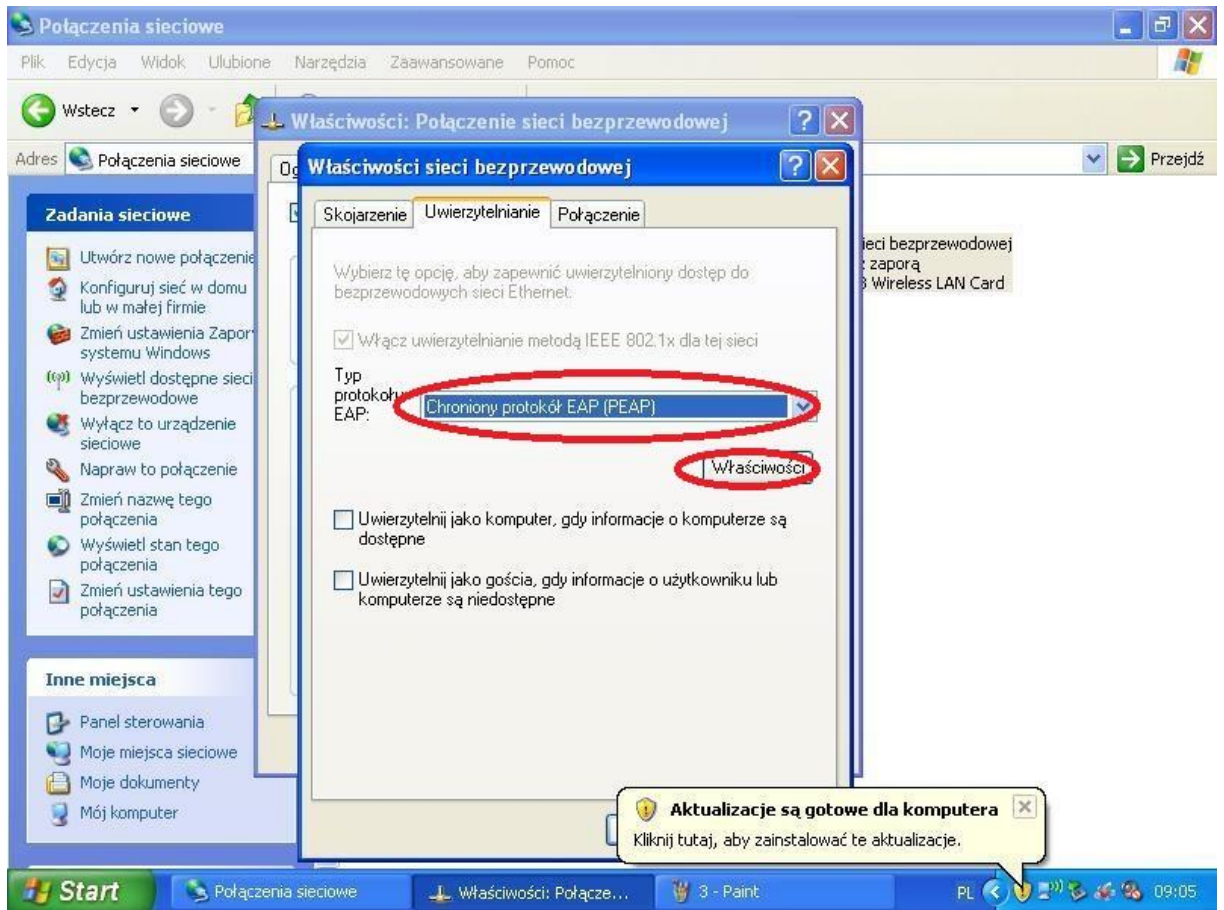 Połączenia sieciowe
Plik Edycja Widok Ulubione Narzędzia Zaawansowane Pomoc
Wstecz
Adres Połączenia sieciowe
Przejdź
Zadania sieciowe
Utwórz nowe połączenie
Konfiguruj sieć w domu
lub w małej firmie
Zmień ustawienia Zapor
systemu Windows
Wyświetl dostępne sieci
bezprzewodowe
Wyłącz to urządzenie
sieciowe
Napraw to połączenie
Zmień nazwę tego
połączenia
Wyświetl stan tego
połączenia
Zmień ustawienia tego
połączenia
Inne miejsca
Panel sterowania
Moje miejsca sieciowe
Moje dokumenty
Mój komputer
Właściwości: Połączenie sieci bezprzewodowej
Właściwości sieci bezprzewodowej
Skojarzenie Uwierzytelnianie Połączenie
Wybierz tę opcję, aby zapewnić uwierzytelniony dostęp do
bezprzewodowych sieci Ethernet.
Włącz uwierzytelnianie metodą IEEE 802.1x dla tej sieci
Typ
protokołu
EAP:
Chroniony protokół EAP (PEAP)
Właściwości
Uwierzytelnij jako komputer, gdy informacje o komputerze są
dostępne
Uwierzytelnij jako gościa, gdy informacje o użytkowniku lub
komputerze są niedostępne
ieci bezprzewodowej
zaporą
Wireless LAN Card
Aktualizacje są gotowe dla komputera
Kliknij tutaj, aby zainstalować te aktualizacje.
Start Połączenia sieciowe Właściwości: Połącze... 3 - Paint PL 09:05